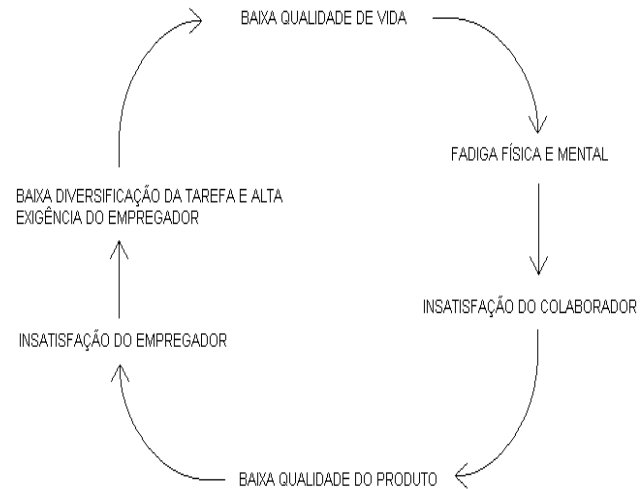 BAIXA QUALIDADE DE VIDA
FADIGA FÍSICA E MENTAL
INSATISFAÇÃO DO COLABORADOR
BAIXA QUALIDADE DO PRODUTO
INSATISFAÇÃO DO EMPREGADOR
BAIXA DIVERSIFICAÇÃO DA TAREFA E ALTA
EXIGÊNCIA DO EMPREGADOR